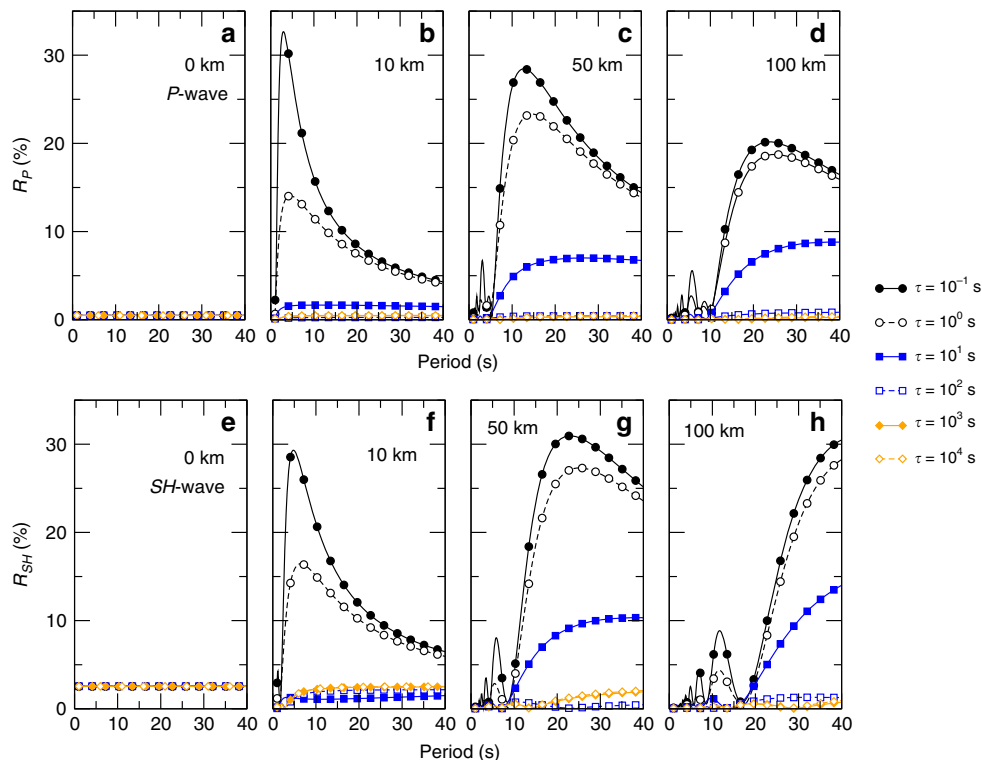 a b c d
0 km 10 km 50 km 100 km
P-wave
R_P (%)
30
20
10
0
0 10 20 30 40 0 10 20 30 40 0 10 20 30 40 0 10 20 30 40
Period (s)
τ = 10⁻¹ s
τ = 10⁰ s
τ = 10¹ s
τ = 10² s
τ = 10³ s
τ = 10⁴ s
e f g h
0 km 10 km 50 km 100 km
SH-wave
R_SH (%)
30
20
10
0
0 10 20 30 40 0 10 20 30 40 0 10 20 30 40 0 10 20 30 40
Period (s)